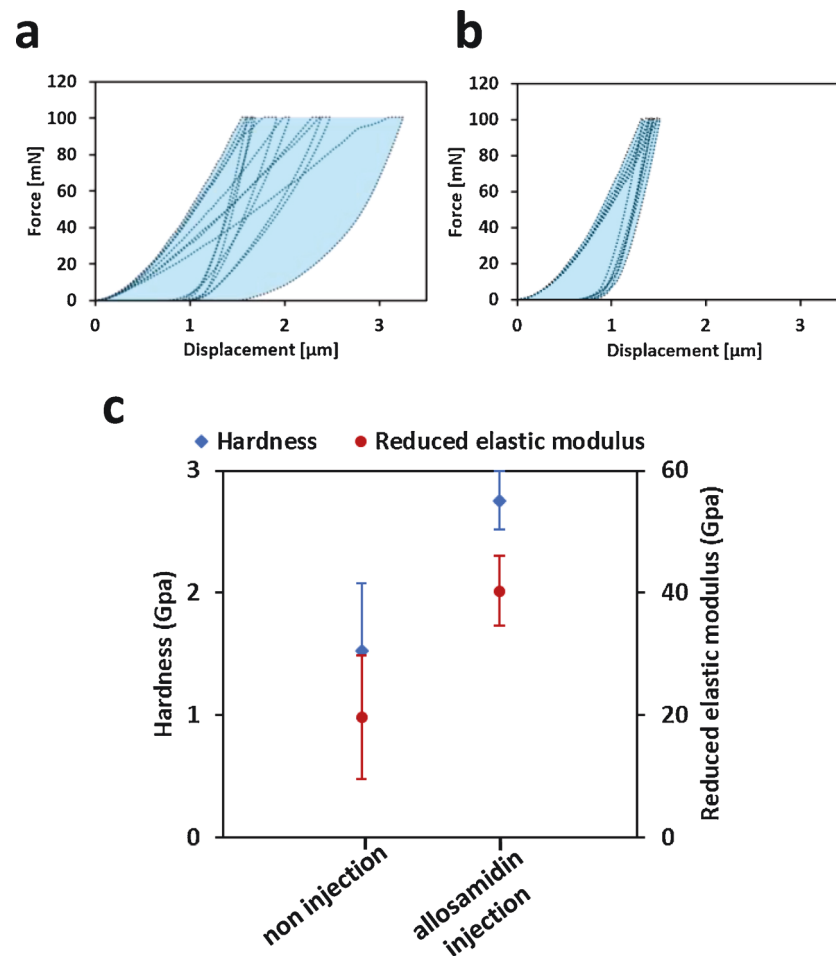 a
120
100
80
60
40
20
0
Force [mN]
0 1 2 3
Displacement [µm]
b
120
100
80
60
40
20
0
Force [mN]
0 1 2 3
Displacement [µm]
c
Hardness Reduced elastic modulus
3
2
1
0
Hardness (Gpa)
60
40
20
0
Reduced elastic modulus (Gpa)
non injection
allosamidin
injection